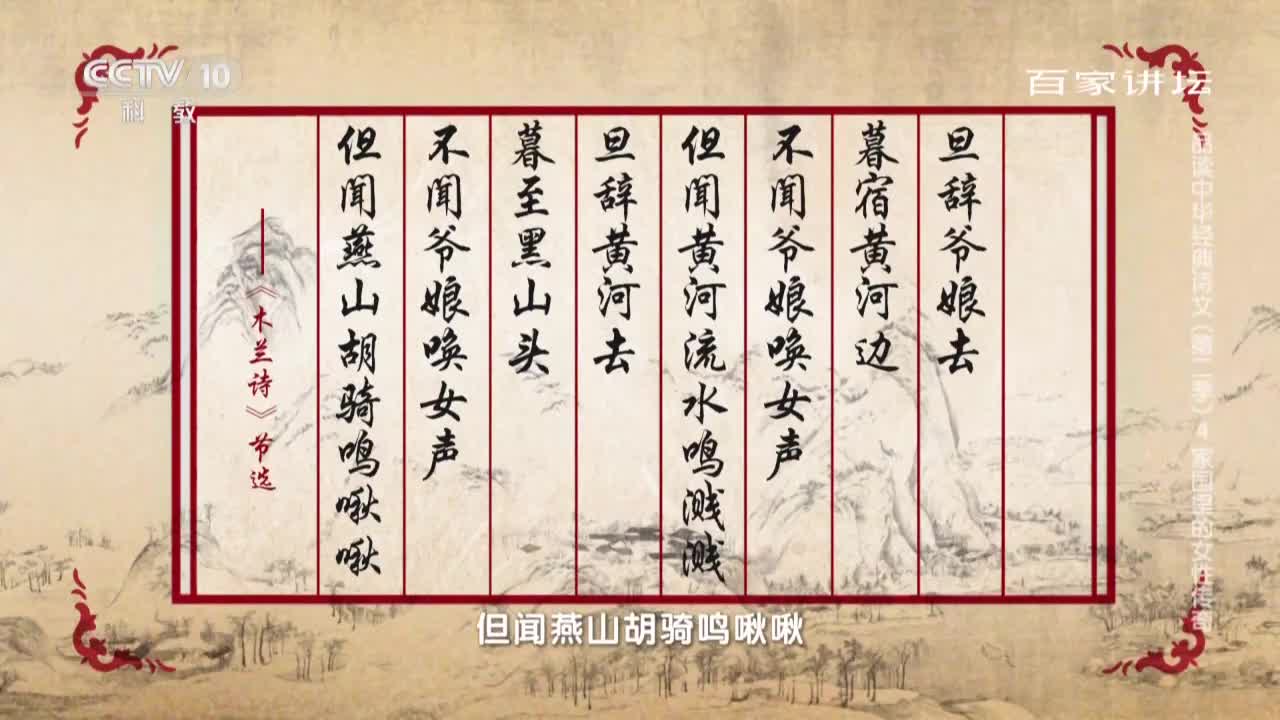 CCTV 10
科教
百家讲坛
品读中华经典诗文（第二季）4 家国里的女性传奇
旦辞爷娘去
暮宿黄河边
不闻爷娘唤女声
但闻黄河流水鸣溅溅
旦辞黄河去
暮至黑山头
不闻爷娘唤女声
但闻燕山胡骑鸣啾啾
——《木兰诗》节选
但闻燕山胡骑鸣啾啾